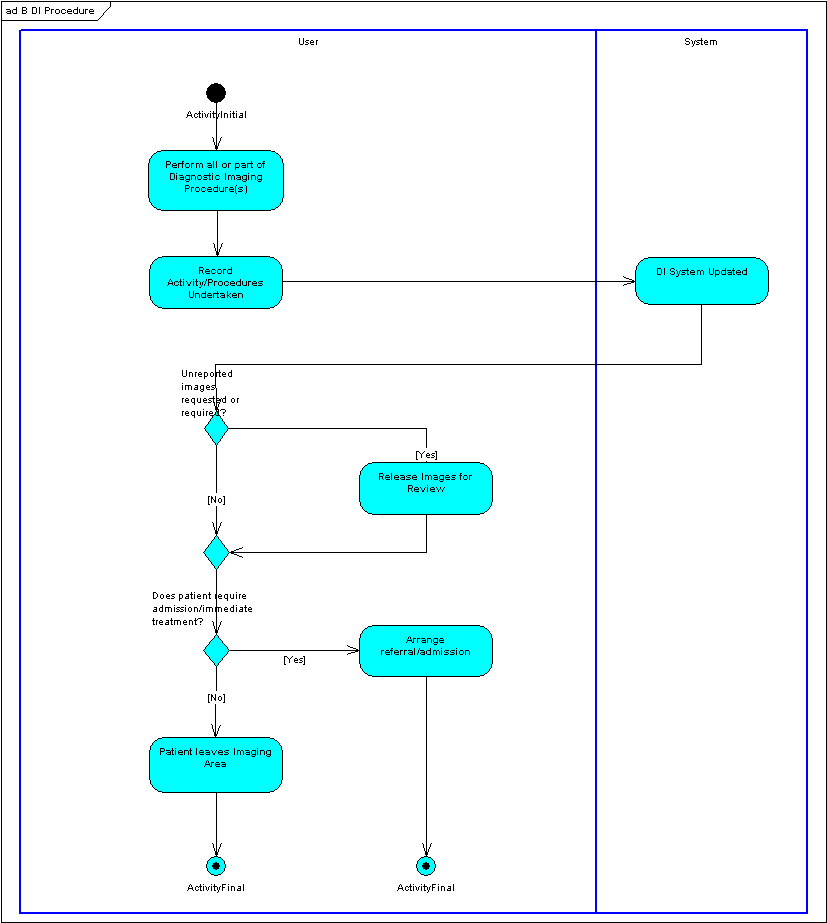 ad B DI Procedure
User
System
ActivityInitial
Perform all or part of
Diagnostic Imaging
Procedure(s)
Record
Activity/Procedures
Undertaken
DI System Updated
Unreported
images
requested or
required?
[Yes]
Release Images for
Review
[No]
Does patient require
admission/immediate
treatment?
Arrange
referral/admission
[Yes]
[No]
Patient leaves Imaging
Area
ActivityFinal
ActivityFinal